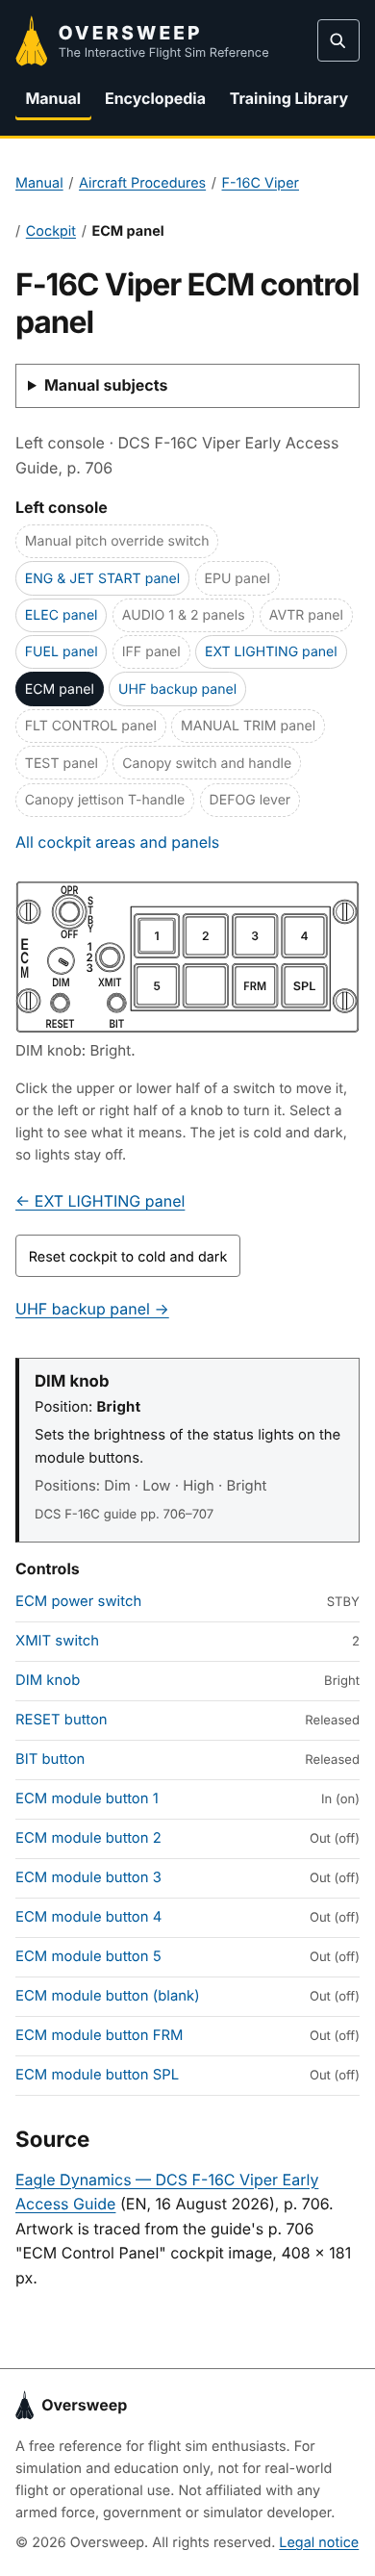 OVERSWEEP
The Interactive Flight Sim Reference
Manual Encyclopedia Training Library
Manual / Aircraft Procedures / F-16C Viper
/ Cockpit / ECM panel
F-16C Viper ECM control
panel
Manual subjects
Left console · DCS F-16C Viper Early Access
Guide, p. 706
Left console
Manual pitch override switch
ENG & JET START panel EPU panel
ELEC panel AUDIO 1 & 2 panels AVTR panel
FUEL panel IFF panel EXT LIGHTING panel
ECM panel UHF backup panel
FLT CONTROL panel MANUAL TRIM panel
TEST panel Canopy switch and handle
Canopy jettison T-handle DEFOG lever
All cockpit areas and panels
OPR
STBY
OFF
ECM
1
2
3
DIM XMIT
RESET BIT
1 2 3 4
5 FRM SPL
DIM knob: Bright.
Click the upper or lower half of a switch to move it,
or the left or right half of a knob to turn it. Select a
light to see what it means. The jet is cold and dark,
so lights stay off.
← EXT LIGHTING panel
Reset cockpit to cold and dark
UHF backup panel →
DIM knob
Position: Bright
Sets the brightness of the status lights on the
module buttons.
Positions: Dim · Low · High · Bright
DCS F-16C guide pp. 706–707
Controls
ECM power switch STBY
XMIT switch 2
DIM knob Bright
RESET button Released
BIT button Released
ECM module button 1 In (on)
ECM module button 2 Out (off)
ECM module button 3 Out (off)
ECM module button 4 Out (off)
ECM module button 5 Out (off)
ECM module button (blank) Out (off)
ECM module button FRM Out (off)
ECM module button SPL Out (off)
Source
Eagle Dynamics — DCS F-16C Viper Early
Access Guide (EN, 16 August 2026), p. 706.
Artwork is traced from the guide's p. 706
"ECM Control Panel" cockpit image, 408 × 181
px.
Oversweep
A free reference for flight sim enthusiasts. For
simulation and education only, not for real-world
flight or operational use. Not affiliated with any
armed force, government or simulator developer.
© 2026 Oversweep. All rights reserved. Legal notice